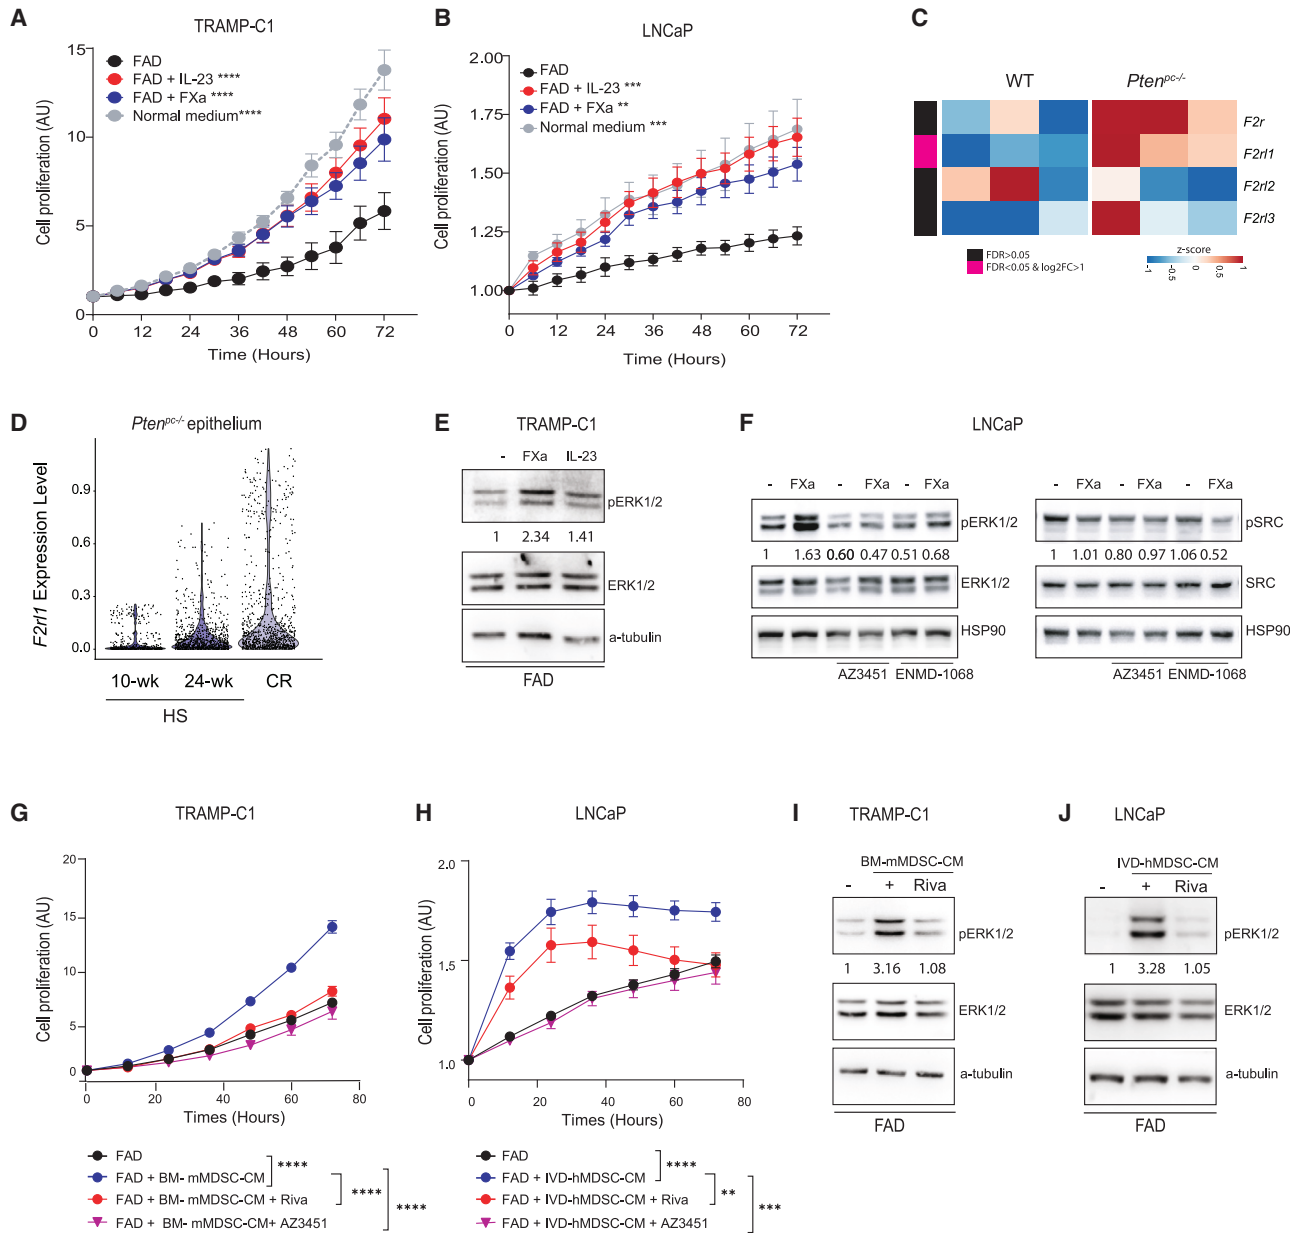 A
TRAMP-C1
Cell proliferation (AU)
15
10
5
0
FAD
FAD + IL-23 ****
FAD + FXa ****
Normal medium****
0 12 24 36 48 60 72
Time (Hours)
B
LNCaP
Cell proliferation (AU)
2.00
1.75
1.50
1.25
1.00
FAD
FAD + IL-23 ***
FAD + FXa **
Normal medium ***
0 12 24 36 48 60 72
Time (Hours)
C
WT Pten^pc-/-
F2r
F2rl1
F2rl2
F2rl3
FDR>0.05
FDR<0.05 & log2FC>1
z-score
-1 -0.5 0 0.5 1
D
Pten^pc-/- epithelium
F2rl1 Expression Level
0.9
0.6
0.3
0.0
10-wk 24-wk CR
HS
E
TRAMP-C1
- FXa IL-23
pERK1/2
1 2.34 1.41
ERK1/2
a-tubulin
FAD
F
LNCaP
- FXa - FXa - FXa
pERK1/2
1 1.63 0.60 0.47 0.51 0.68
ERK1/2
HSP90
AZ3451 ENMD-1068
- FXa - FXa - FXa
pSRC
1 1.01 0.80 0.97 1.06 0.52
SRC
HSP90
AZ3451 ENMD-1068
G
TRAMP-C1
Cell proliferation (AU)
20
15
10
5
0
0 20 40 60 80
Times (Hours)
FAD
FAD + BM- mMDSC-CM
FAD + BM- mMDSC-CM + Riva
FAD + BM- mMDSC-CM+ AZ3451
****
****
****
H
LNCaP
Cell proliferation (AU)
2.0
1.5
1.0
0 20 40 60 80
Times (Hours)
FAD
FAD + IVD-hMDSC-CM
FAD + IVD-hMDSC-CM + Riva
FAD + IVD-hMDSC-CM + AZ3451
****
**
***
I
TRAMP-C1
BM-mMDSC-CM
- + Riva
pERK1/2
1 3.16 1.08
ERK1/2
a-tubulin
FAD
J
LNCaP
IVD-hMDSC-CM
- + Riva
pERK1/2
1 3.28 1.05
ERK1/2
a-tubulin
FAD